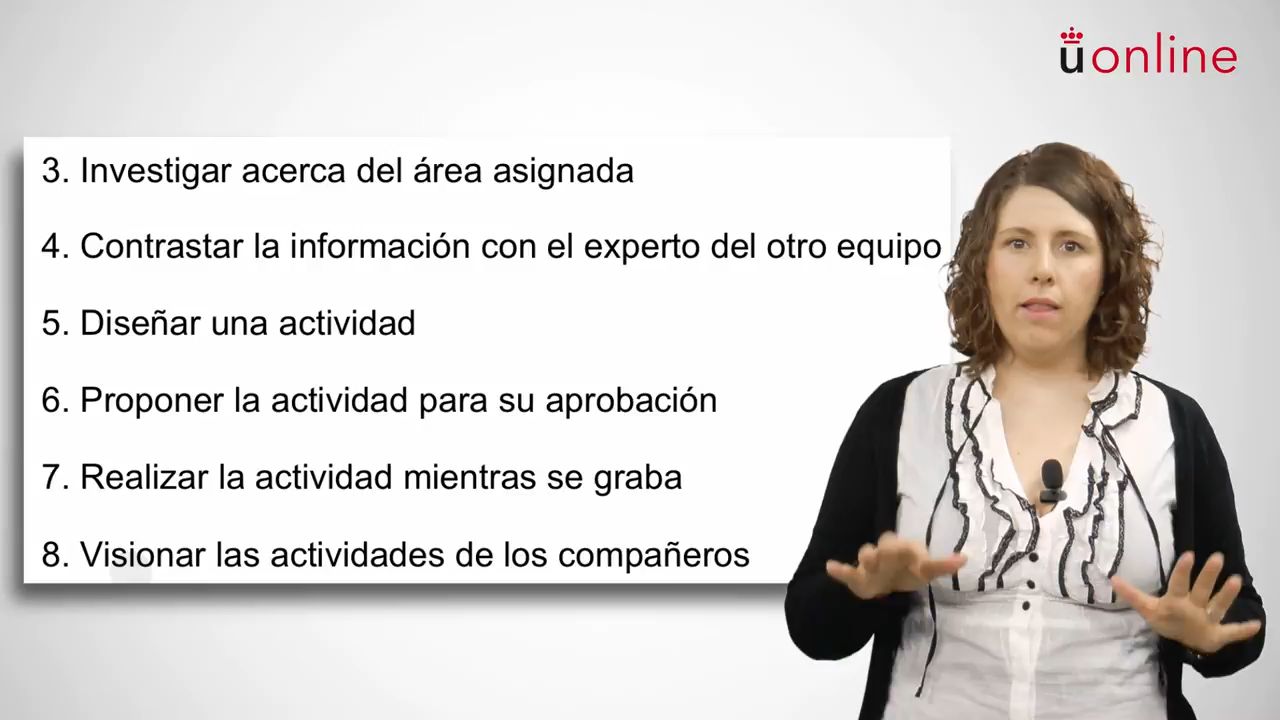 uonline
3. Investigar acerca del área asignada
4. Contrastar la información con el experto del otro equipo
5. Diseñar una actividad
6. Proponer la actividad para su aprobación
7. Realizar la actividad mientras se graba
8. Visionar las actividades de los compañeros